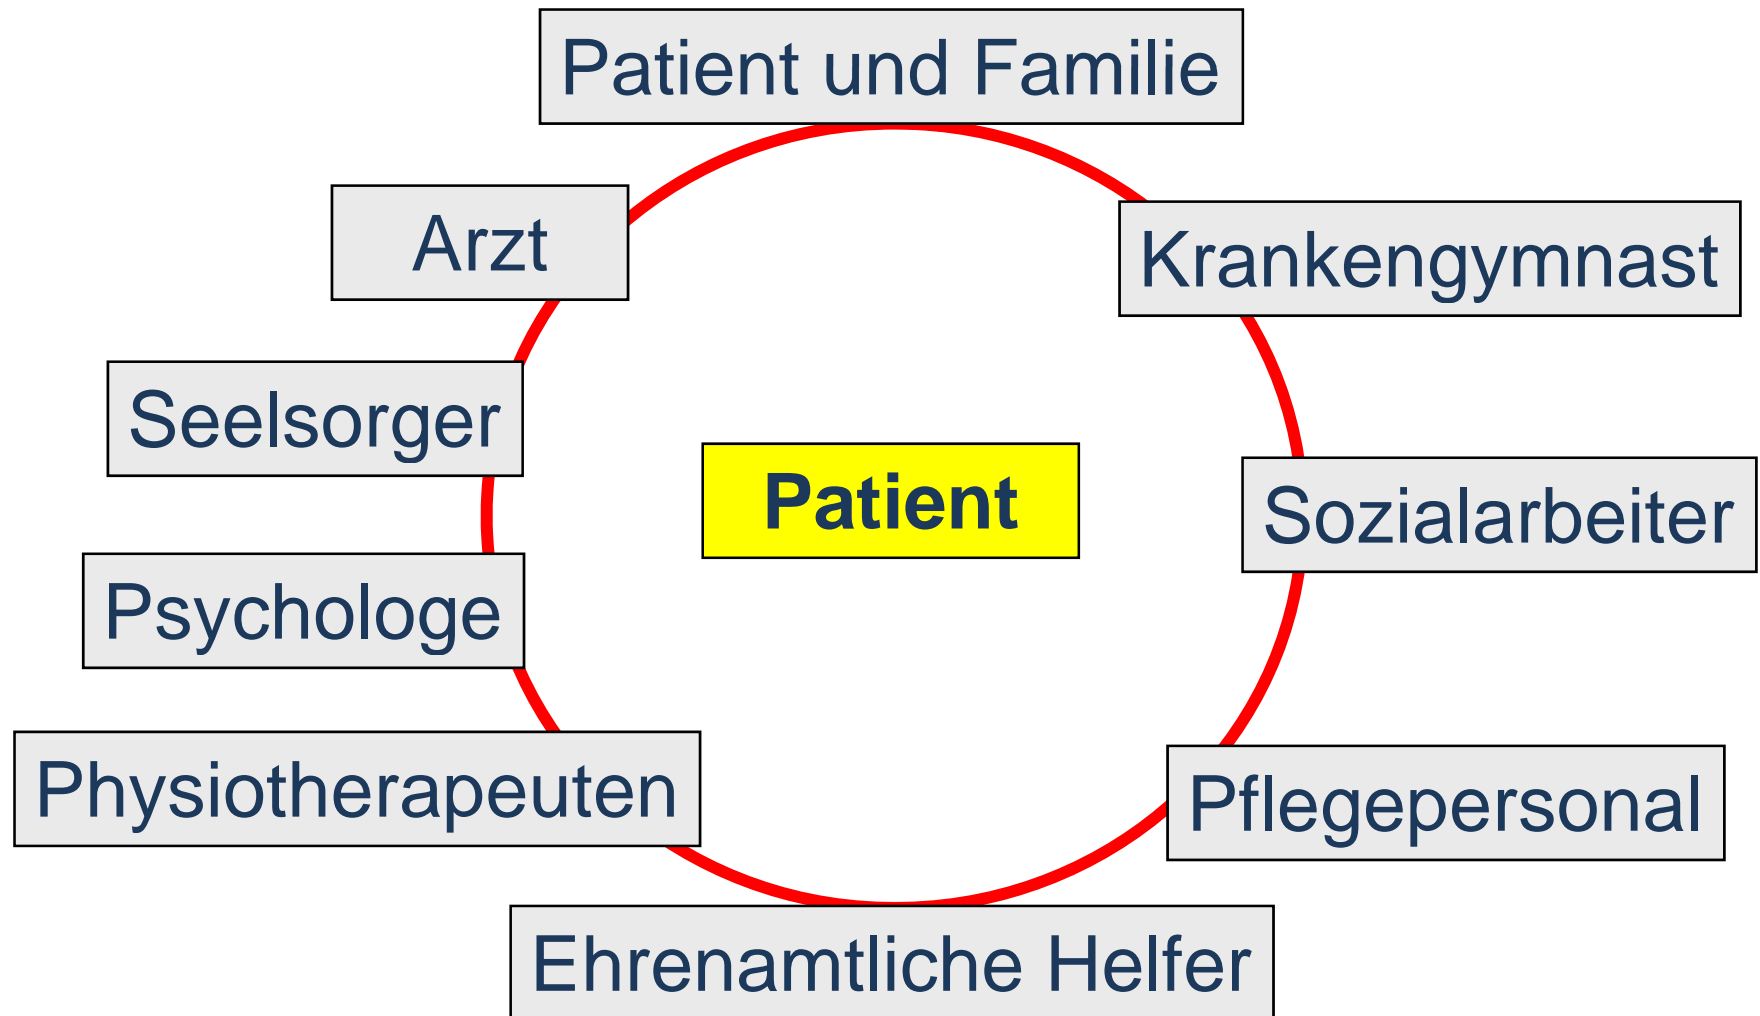 Patient und Familie
Arzt
Krankengymnast
Seelsorger
Patient
Sozialarbeiter
Psychologe
Physiotherapeuten
Pflegepersonal
Ehrenamtliche Helfer